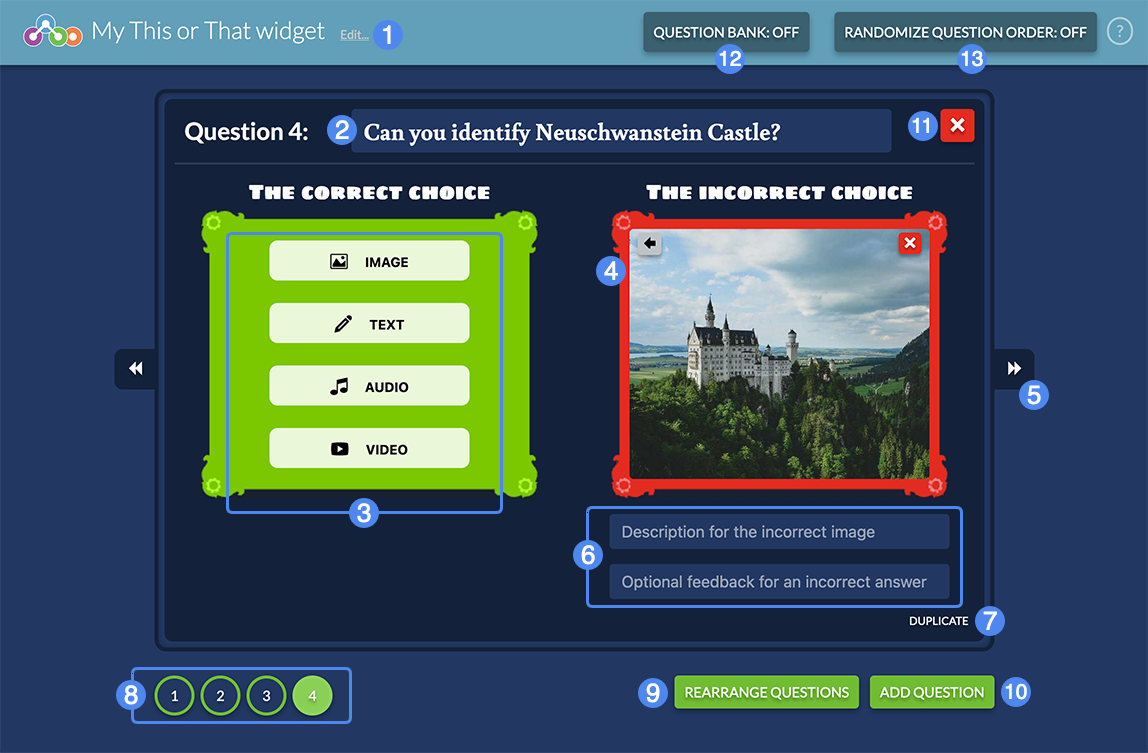 My This or That widget Edit... 1
QUESTION BANK: OFF
RANDOMIZE QUESTION ORDER: OFF
?
12
13
Question 4: 2 Can you identify Neuschwanstein Castle?
11
THE CORRECT CHOICE
THE INCORRECT CHOICE
IMAGE
4
TEXT
AUDIO
VIDEO
5
3
6
Description for the incorrect image
Optional feedback for an incorrect answer
DUPLICATE 7
8 1 2 3 4
9 REARRANGE QUESTIONS
ADD QUESTION 10